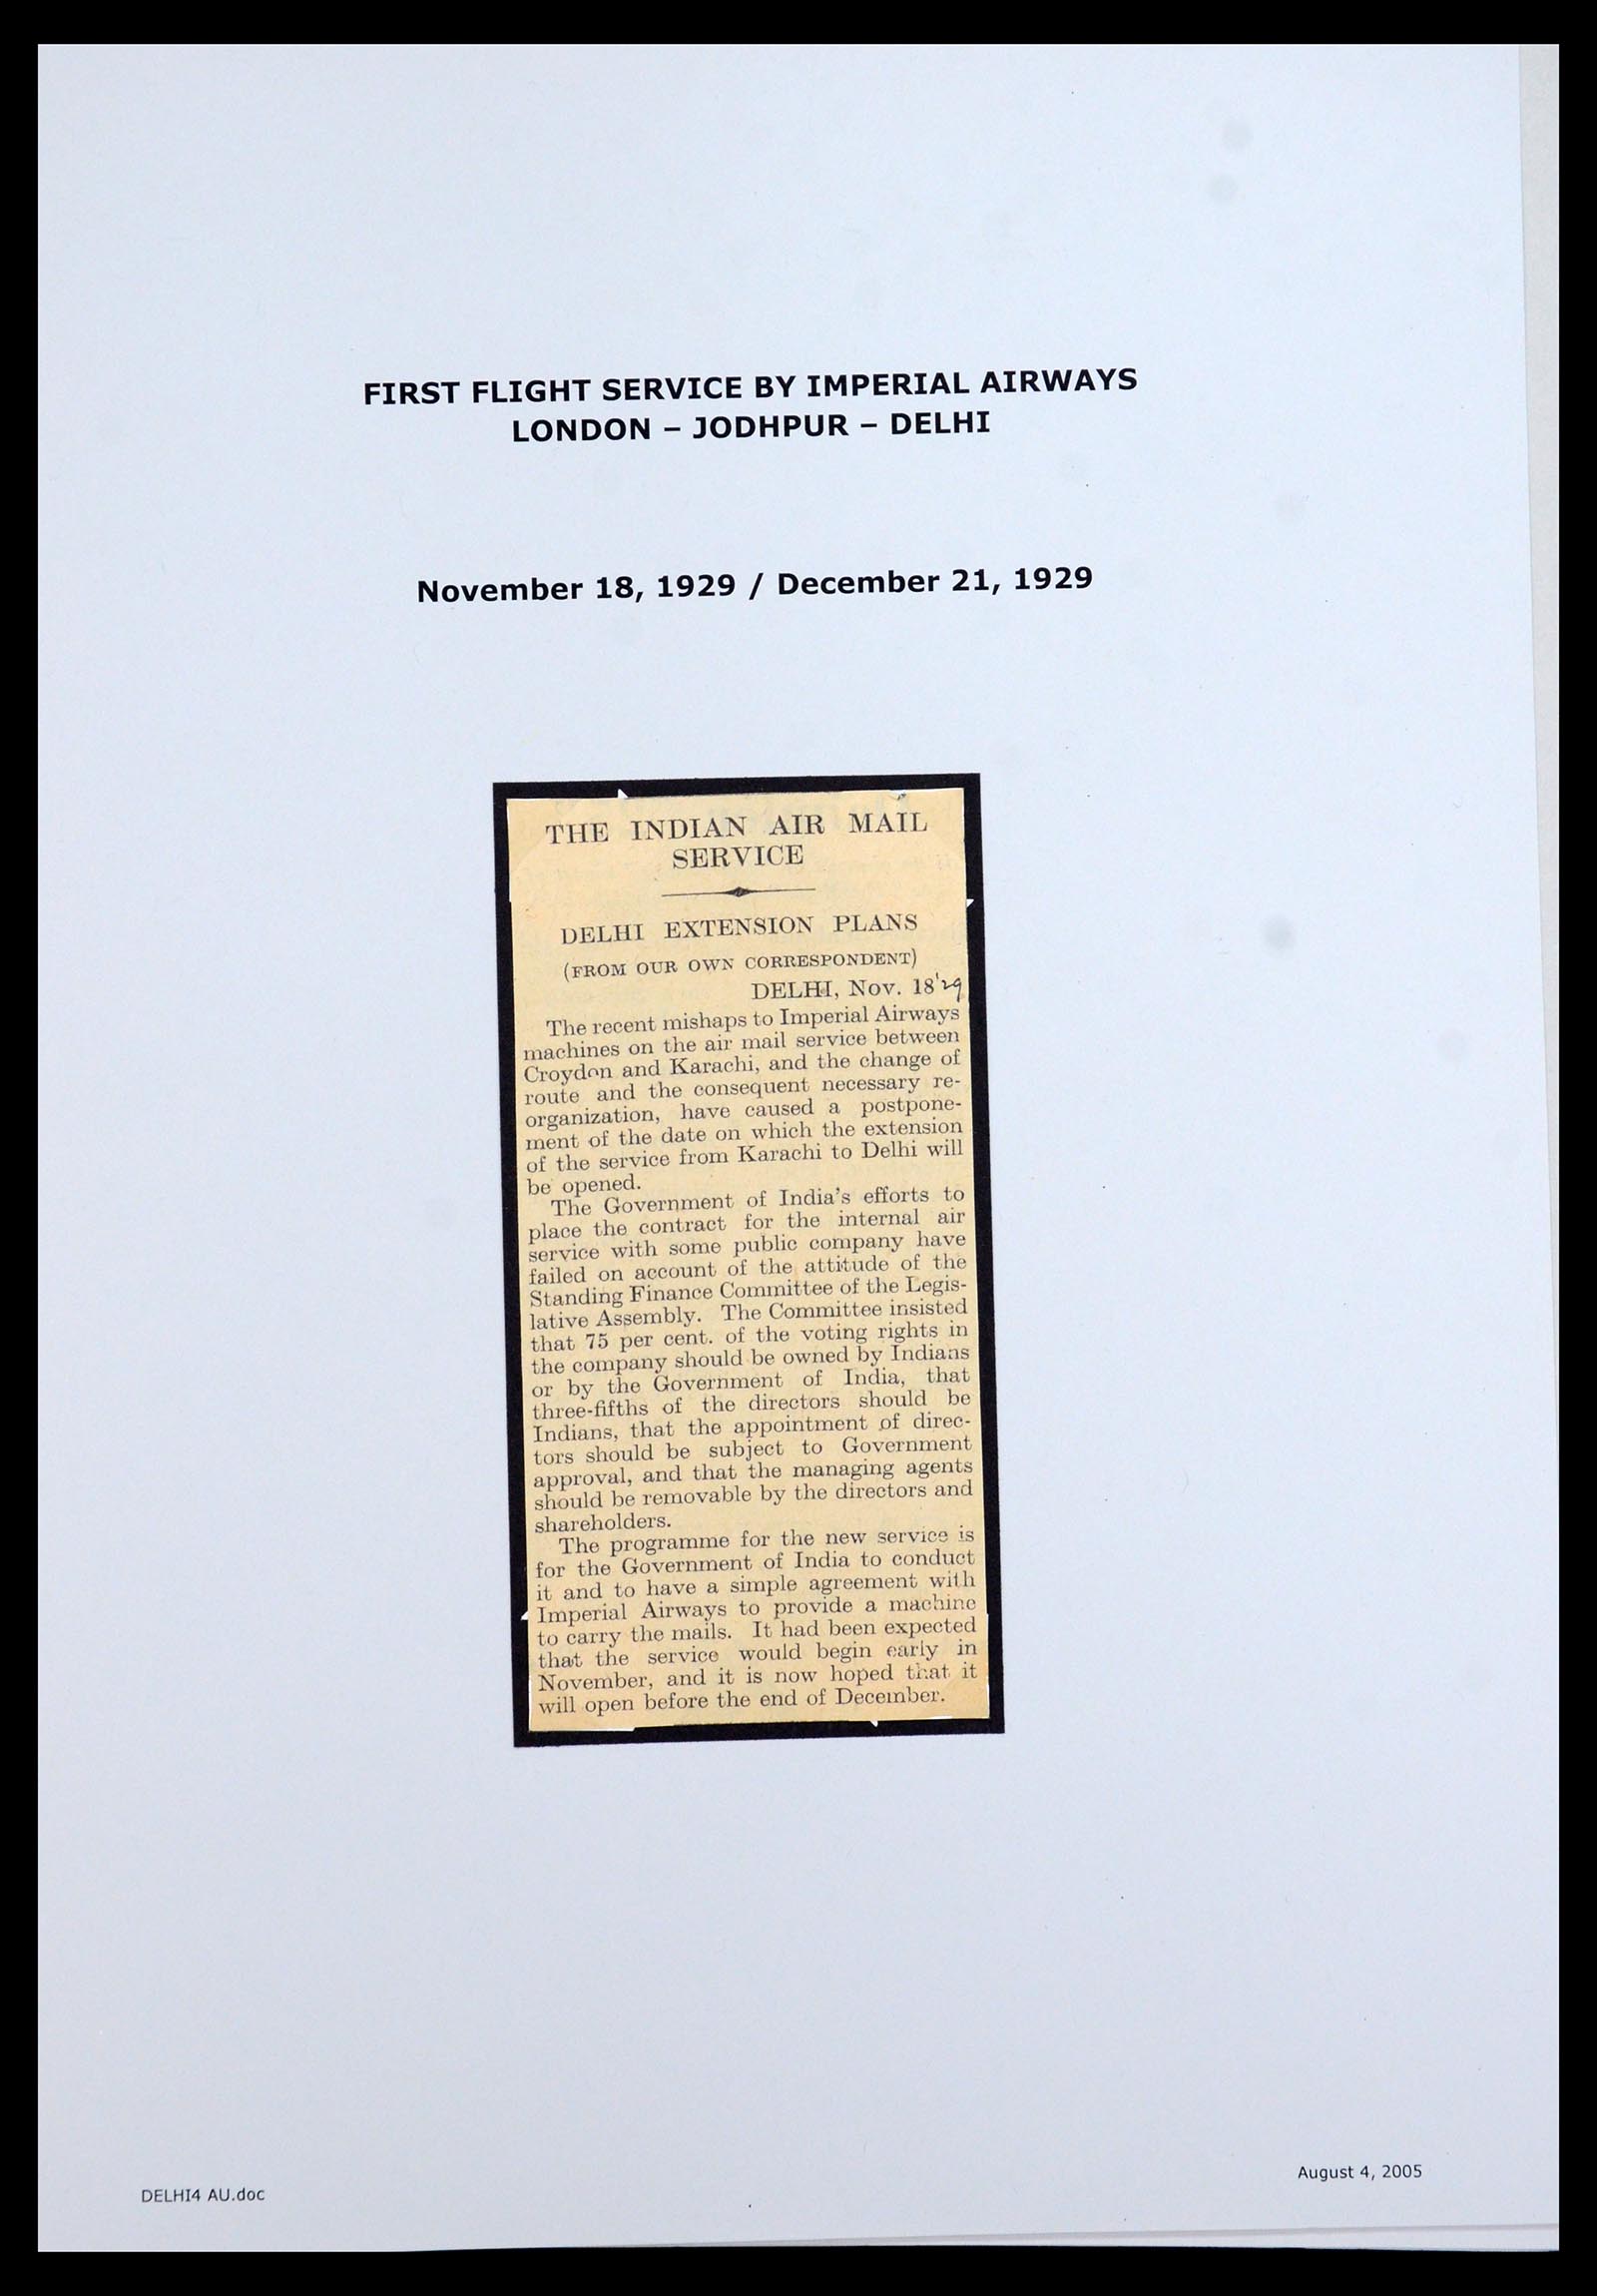 FIRST FLIGHT SERVICE BY IMPERIAL AIRWAYS
LONDON – JODHPUR – DELHI
November 18, 1929 / December 21, 1929
THE INDIAN AIR MAIL
SERVICE
DELHI EXTENSION PLANS
(FROM OUR OWN CORRESPONDENT)
DELHI, Nov. 18 '29
The recent mishaps to Imperial Airways
machines on the air mail service between
Croydon and Karachi, and the change of
route and the consequent necessary re-
organization, have caused a postpone-
ment of the date on which the extension
of the service from Karachi to Delhi will
be opened.
The Government of India's efforts to
place the contract for the internal air
service with some public company have
failed on account of the attitude of the
Standing Finance Committee of the Legis-
lative Assembly. The Committee insisted
that 75 per cent. of the voting rights in
the company should be owned by Indians
or by the Government of India, that
three-fifths of the directors should be
Indians, that the appointment of direc-
tors should be subject to Government
approval, and that the managing agents
should be removable by the directors and
shareholders.
The programme for the new service is
for the Government of India to conduct
it and to have a simple agreement with
Imperial Airways to provide a machine
to carry the mails. It had been expected
that the service would begin early in
November, and it is now hoped that it
will open before the end of December.
DELHI4 AU.doc
August 4, 2005